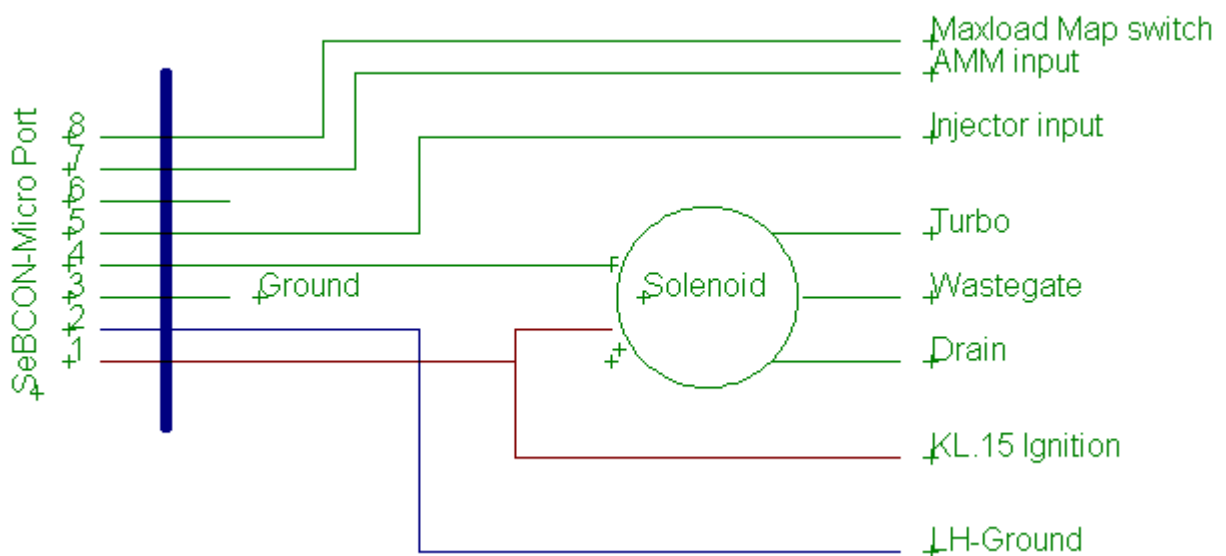 Maxload Map switch
AMM input
Injector input
SeBCON-Micro Port
8
7
6
5
4
3
2
1
Turbo
Ground
Solenoid
Wastegate
Drain
KL.15 Ignition
LH-Ground